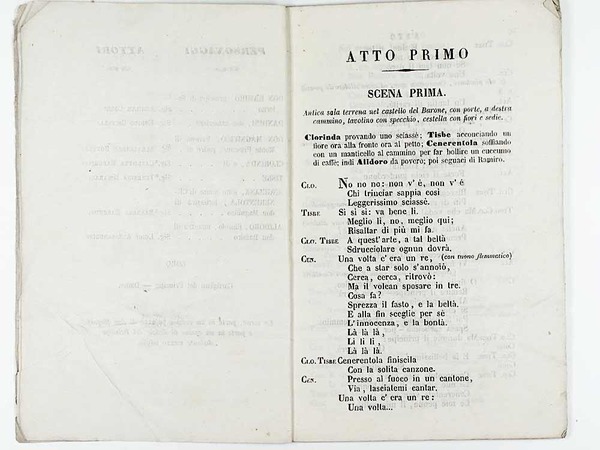 PERSONAGGI
ATTORI
ATTO PRIMO
SCENA PRIMA.
Antica sala terrena nel castello del Barone, con porte, a destra
cammino, tavolino con specchio, cestella con fiori e sedie.
Clorinda provando uno sciassè; Tisbe acconciando un
fiore ora alla fronte ora al petto; Cenerentola soffiando
con un manticello al cammino per far bollire un cuccumo
di caffè; indi Alidoro da povero; poi seguaci di Ramiro.
CLO. No no no: non v' è, non v' è
Chi trinciar sappia così
Leggerissimo sciassè.
TISBE Sì sì sì: va bene lì.
Meglio lì, no, meglio quì;
Risaltar di più mi fa.
CLO. TISBE A quest'arte, a tal beltà
Sdrucciolare ognun dovrà.
CEN. Una volta c'era un re, (con tuono flemmatico)
Che a star solo s'annoiò,
Cerca, cerca, ritrovò:
Ma il volean sposare in tre.
Cosa fa?
Sprezza il fasto, e la beltà.
E alla fin sceglie per sè
L'innocenza, e la bontà.
Là là là,
Lì lì lì,
Là là là.
CLO. TISBE Cenerentola finiscila
Con la solita canzone.
CEN. Presso al fuoco in un cantone,
Via, lasciatemi cantar.
Una volta c'era un re:
Una volta...